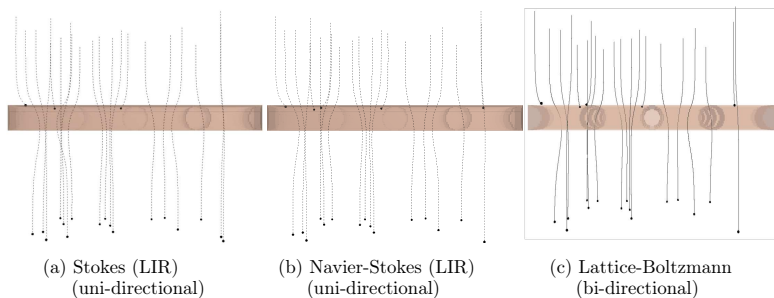 (a) Stokes (LIR)
(uni-directional)
(b) Navier-Stokes (LIR)
(uni-directional)
(c) Lattice-Boltzmann
(bi-directional)